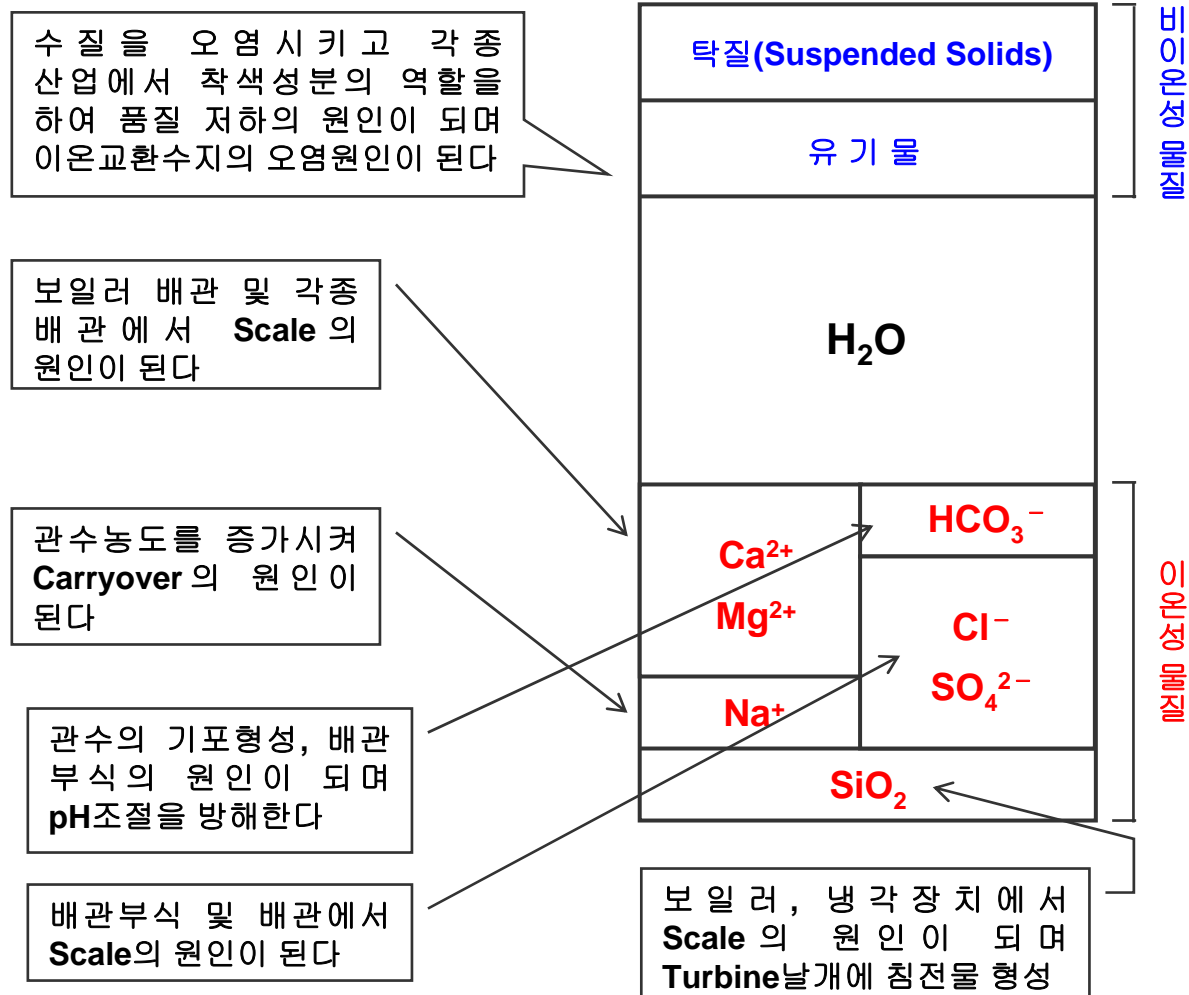 수질을 오염시키고 각종
산업에서 착색성분의 역할을
하여 품질 저하의 원인이 되며
이온교환수지의 오염원인이 된다
보일러 배관 및 각종
배관에서 Scale의
원인이 된다
관수농도를 증가시켜
Carryover의 원인이
된다
관수의 기포형성, 배관
부식의 원인이 되며
pH조절을 방해한다
배관부식 및 배관에서
Scale의 원인이 된다
탁질(Suspended Solids)
유기물
H₂O
Ca²⁺
Mg²⁺
Na⁺
HCO₃⁻
Cl⁻
SO₄²⁻
SiO₂
비이온성 물질
이온성 물질
보일러, 냉각장치에서
Scale의 원인이 되며
Turbine날개에 침전물 형성